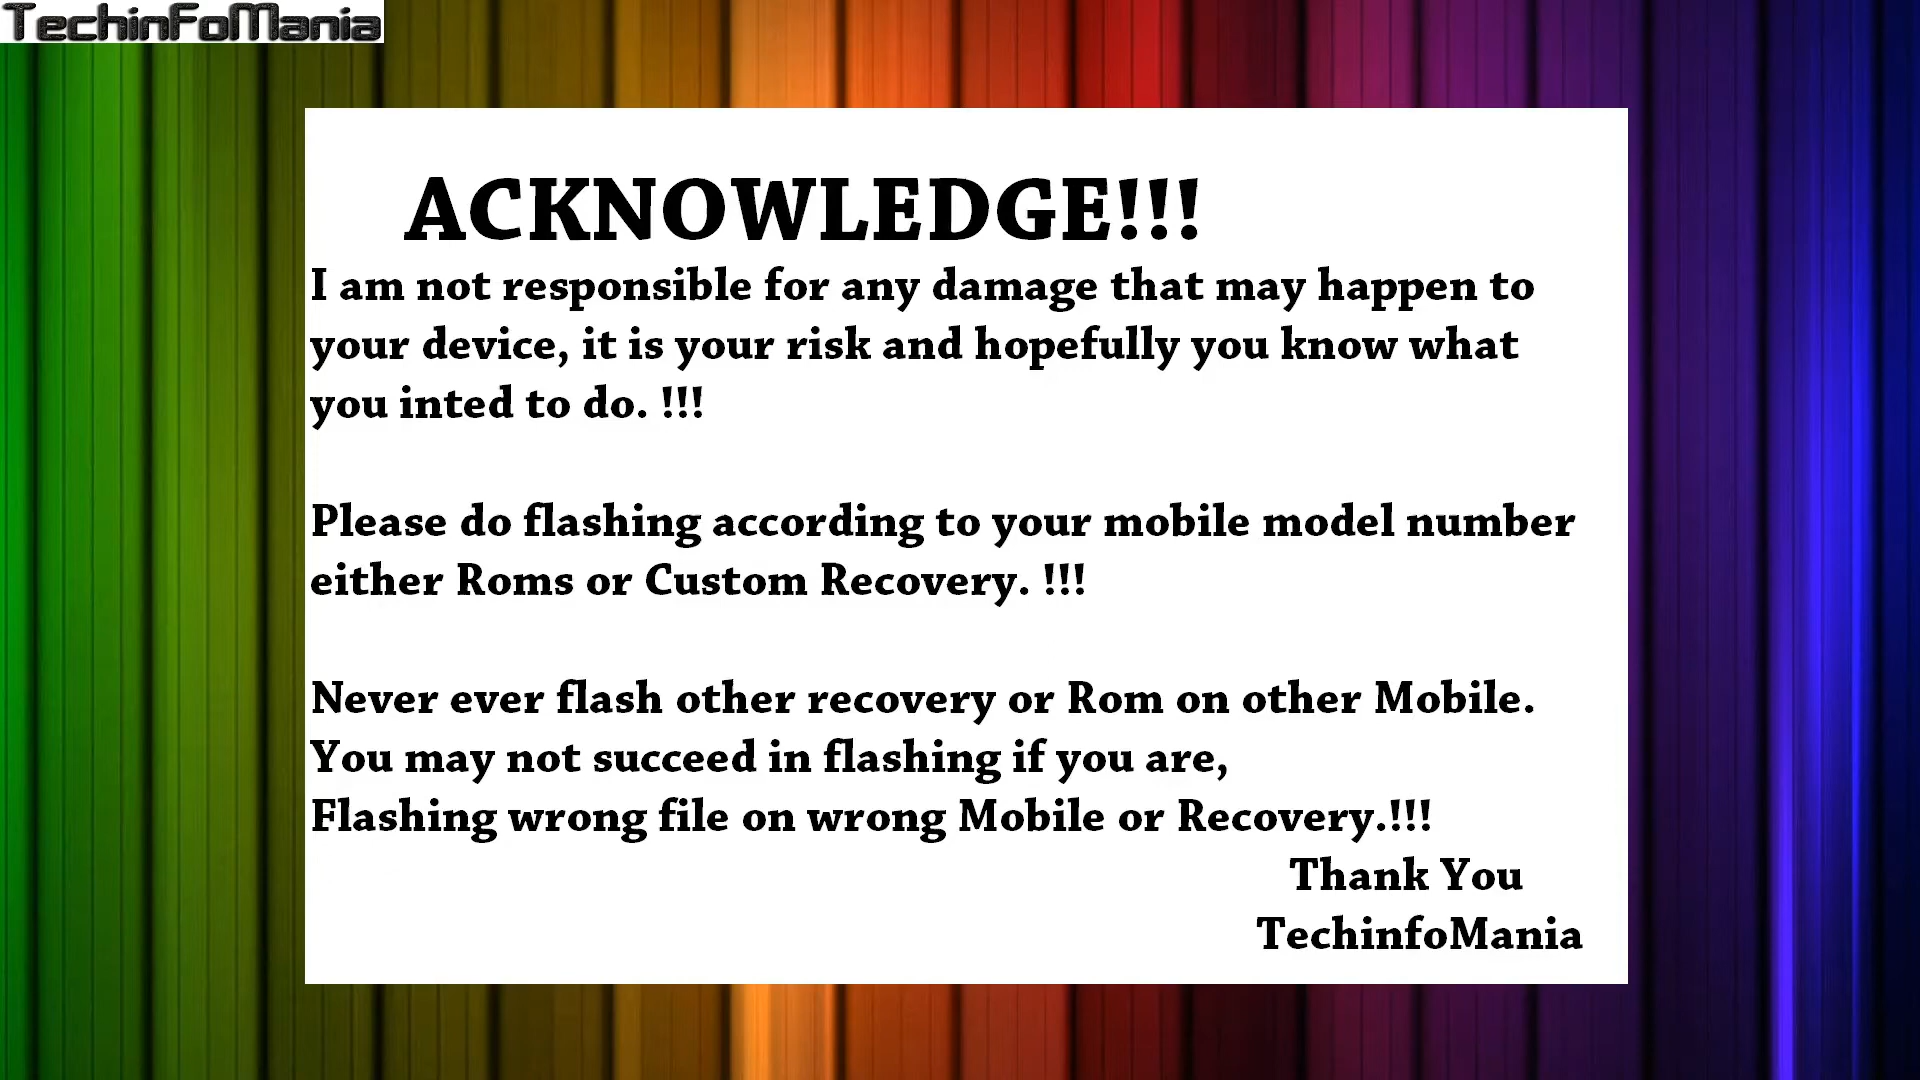 TechinFoMania
ACKNOWLEDGE!!!
I am not responsible for any damage that may happen to
your device, it is your risk and hopefully you know what
you inted to do. !!!
Please do flashing according to your mobile model number
either Roms or Custom Recovery. !!!
Never ever flash other recovery or Rom on other Mobile.
You may not succeed in flashing if you are,
Flashing wrong file on wrong Mobile or Recovery.!!!
Thank You
TechinfoMania